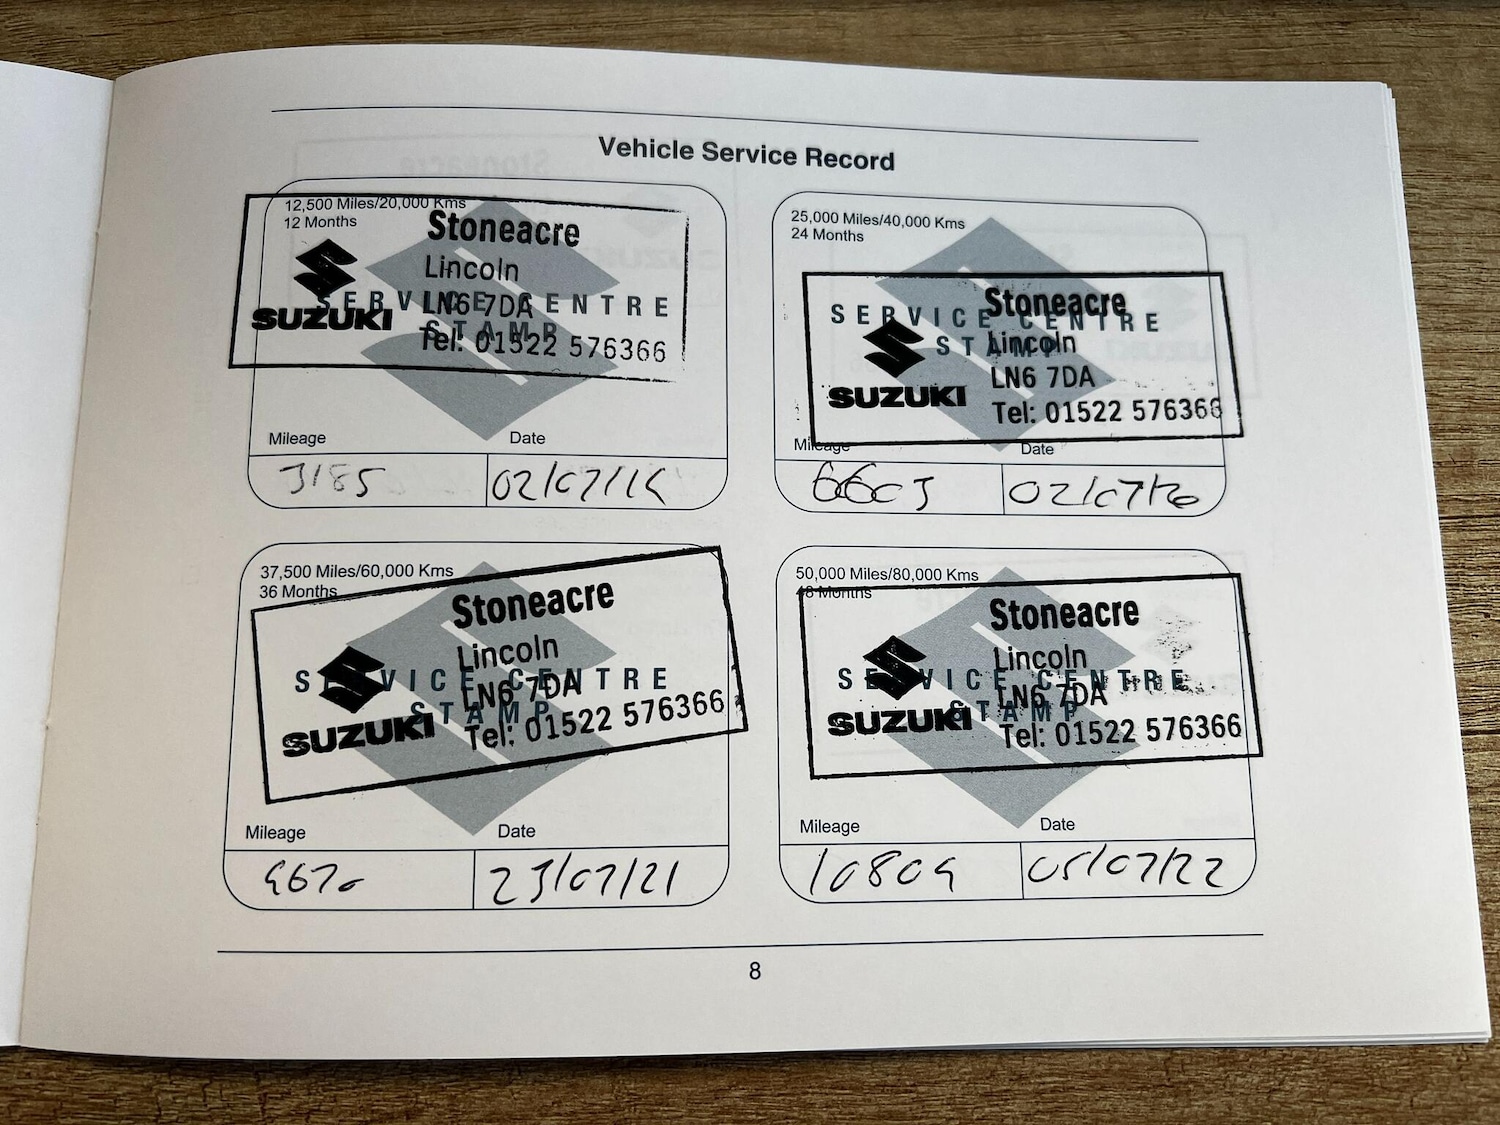 Vehicle Service Record
12,500 Miles/20,000 Kms
12 Months
Stoneacre
Lincoln
LN6 7DA
Tel: 01522 576366
SUZUKI
SERVICE CENTRE
STAMP
Mileage
Date
3185
25,000 Miles/40,000 Kms
24 Months
Stoneacre
Lincoln
LN6 7DA
Tel: 01522 576366
SUZUKI
SERVICE CENTRE
STAMP
Mileage
Date
6603
02/07/20
37,500 Miles/60,000 Kms
36 Months
Stoneacre
Lincoln
LN6 7DA
Tel: 01522 576366
SUZUKI
SERVICE CENTRE
STAMP
Mileage
Date
9670
23/07/21
50,000 Miles/80,000 Kms
48 Months
Stoneacre
Lincoln
LN6 7DA
Tel: 01522 576366
SUZUKI
SERVICE CENTRE
STAMP
Mileage
Date
10809
05/07/22
8